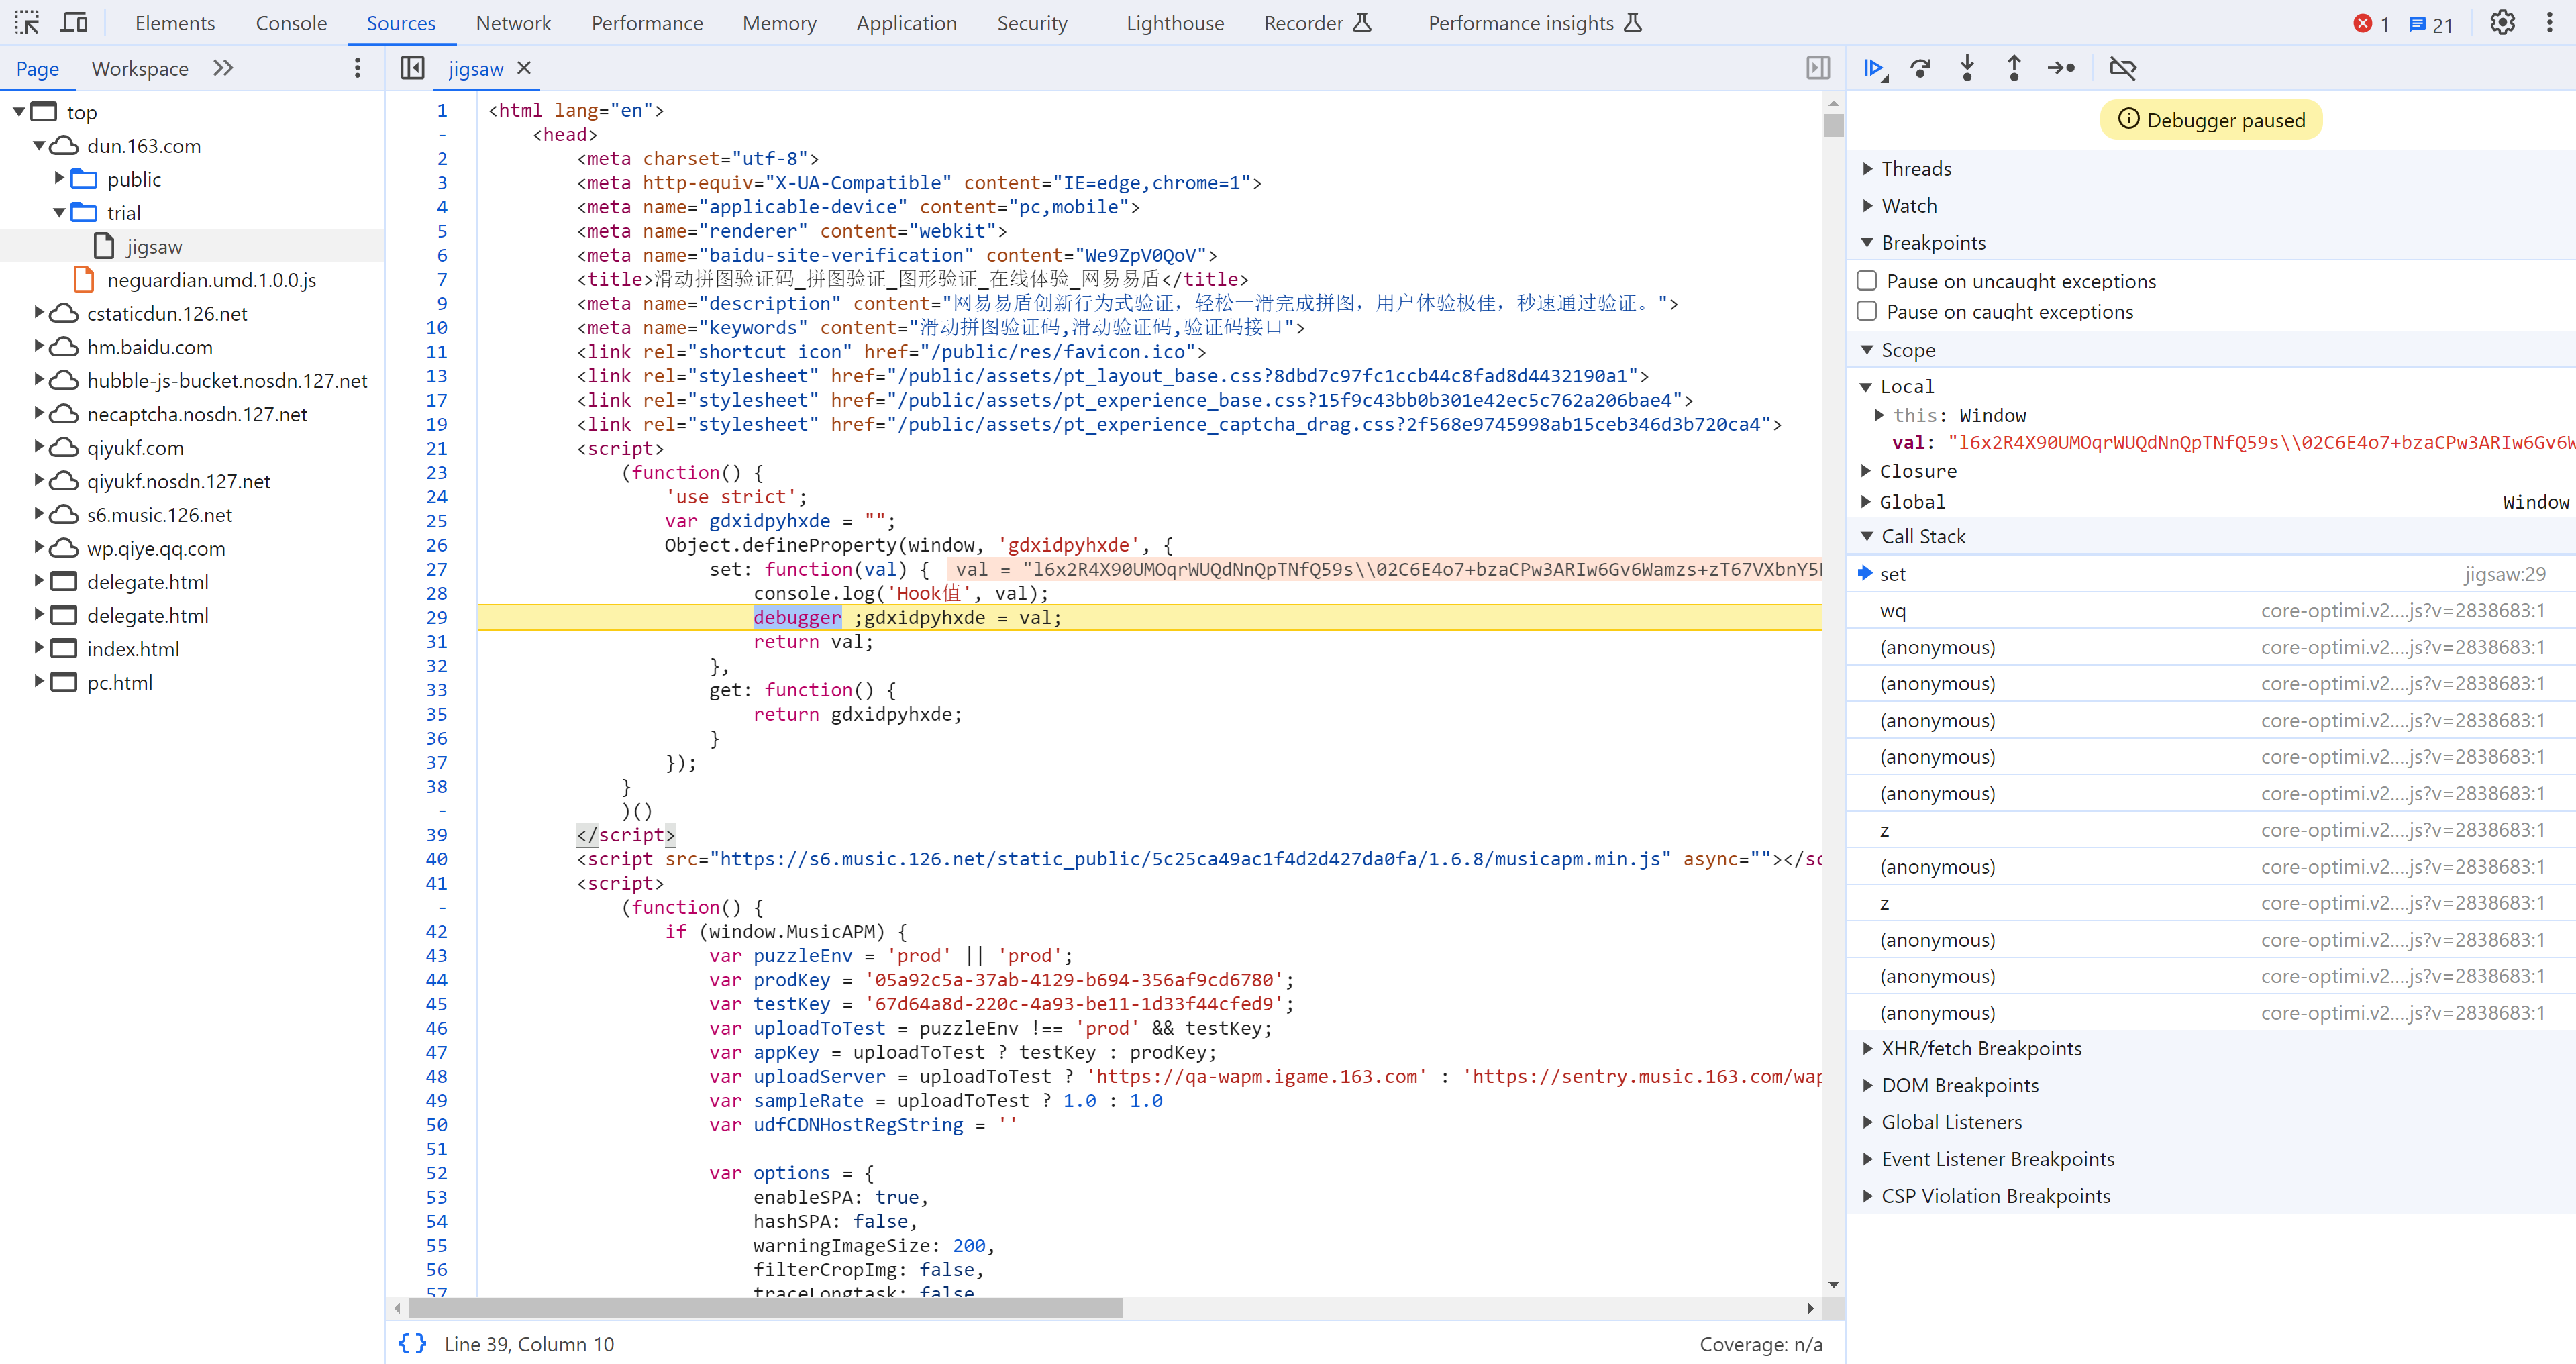 Elements Console Sources Network Performance Memory Application Security Lighthouse Recorder Performance insights 1 21
Page Workspace
jigsaw
top
dun.163.com
public
trial
jigsaw
neguardian.umd.1.0.0.js
cstaticdun.126.net
hm.baidu.com
hubble-js-bucket.nosdn.127.net
necaptcha.nosdn.127.net
qiyukf.com
qiyukf.nosdn.127.net
s6.music.126.net
wp.qiye.qq.com
delegate.html
delegate.html
index.html
pc.html
1 <html lang="en">
- <head>
2 <meta charset="utf-8">
3 <meta http-equiv="X-UA-Compatible" content="IE=edge,chrome=1">
4 <meta name="applicable-device" content="pc,mobile">
5 <meta name="renderer" content="webkit">
6 <meta name="baidu-site-verification" content="We9ZpV0QoV">
7 <title>滑动拼图验证码_拼图验证_图形验证_在线体验_网易易盾</title>
9 <meta name="description" content="网易易盾创新行为式验证，轻松一滑完成拼图，用户体验极佳，秒速通过验证。">
10 <meta name="keywords" content="滑动拼图验证码,滑动验证码,验证码接口">
11 <link rel="shortcut icon" href="/public/res/favicon.ico">
13 <link rel="stylesheet" href="/public/assets/pt_layout_base.css?8dbd7c97fc1ccb44c8fad8d4432190a1">
17 <link rel="stylesheet" href="/public/assets/pt_experience_base.css?15f9c43bb0b301e42ec5c762a206bae4">
19 <link rel="stylesheet" href="/public/assets/pt_experience_captcha_drag.css?2f568e9745998ab15ceb346d3b720ca4">
21 <script>
23 (function() {
24 'use strict';
25 var gdxidpyhxde = "";
26 Object.defineProperty(window, 'gdxidpyhxde', {
27 set: function(val) { val = "l6x2R4X90UMOqrWUQdNnQpTNfQ59s\\02C6E4o7+bzaCPw3ARIw6Gv6Wamzs+zT67VXbnY5
28 console.log('Hook值', val);
29 debugger ;gdxidpyhxde = val;
31 return val;
32 },
33 get: function() {
35 return gdxidpyhxde;
36 }
37 });
38 }
- )()
39 </script>
40 <script src="https://s6.music.126.net/static_public/5c25ca49ac1f4d2d427da0fa/1.6.8/musicapm.min.js" async=""></sc
41 <script>
- (function() {
42 if (window.MusicAPM) {
43 var puzzleEnv = 'prod' || 'prod';
44 var prodKey = '05a92c5a-37ab-4129-b694-356af9cd6780';
45 var testKey = '67d64a8d-220c-4a93-be11-1d33f44cfed9';
46 var uploadToTest = puzzleEnv !== 'prod' && testKey;
47 var appKey = uploadToTest ? testKey : prodKey;
48 var uploadServer = uploadToTest ? 'https://qa-wapm.igame.163.com' : 'https://sentry.music.163.com/wap
49 var sampleRate = uploadToTest ? 1.0 : 1.0
50 var udfCDNHostRegString = ''
51
52 var options = {
53 enableSPA: true,
54 hashSPA: false,
55 warningImageSize: 200,
56 filterCropImg: false,
57 traceLongtask: false
{} Line 39, Column 10 Coverage: n/a
Debugger paused
Threads
Watch
Breakpoints
Pause on uncaught exceptions
Pause on caught exceptions
Scope
Local
this: Window
val: "l6x2R4X90UMOqrWUQdNnQpTNfQ59s\\02C6E4o7+bzaCPw3ARIw6Gv6W
Closure
Global Window
Call Stack
set jigsaw:29
wq core-optimi.v2....js?v=2838683:1
(anonymous) core-optimi.v2....js?v=2838683:1
(anonymous) core-optimi.v2....js?v=2838683:1
(anonymous) core-optimi.v2....js?v=2838683:1
(anonymous) core-optimi.v2....js?v=2838683:1
(anonymous) core-optimi.v2....js?v=2838683:1
z core-optimi.v2....js?v=2838683:1
(anonymous) core-optimi.v2....js?v=2838683:1
z core-optimi.v2....js?v=2838683:1
(anonymous) core-optimi.v2....js?v=2838683:1
(anonymous) core-optimi.v2....js?v=2838683:1
(anonymous) core-optimi.v2....js?v=2838683:1
XHR/fetch Breakpoints
DOM Breakpoints
Global Listeners
Event Listener Breakpoints
CSP Violation Breakpoints